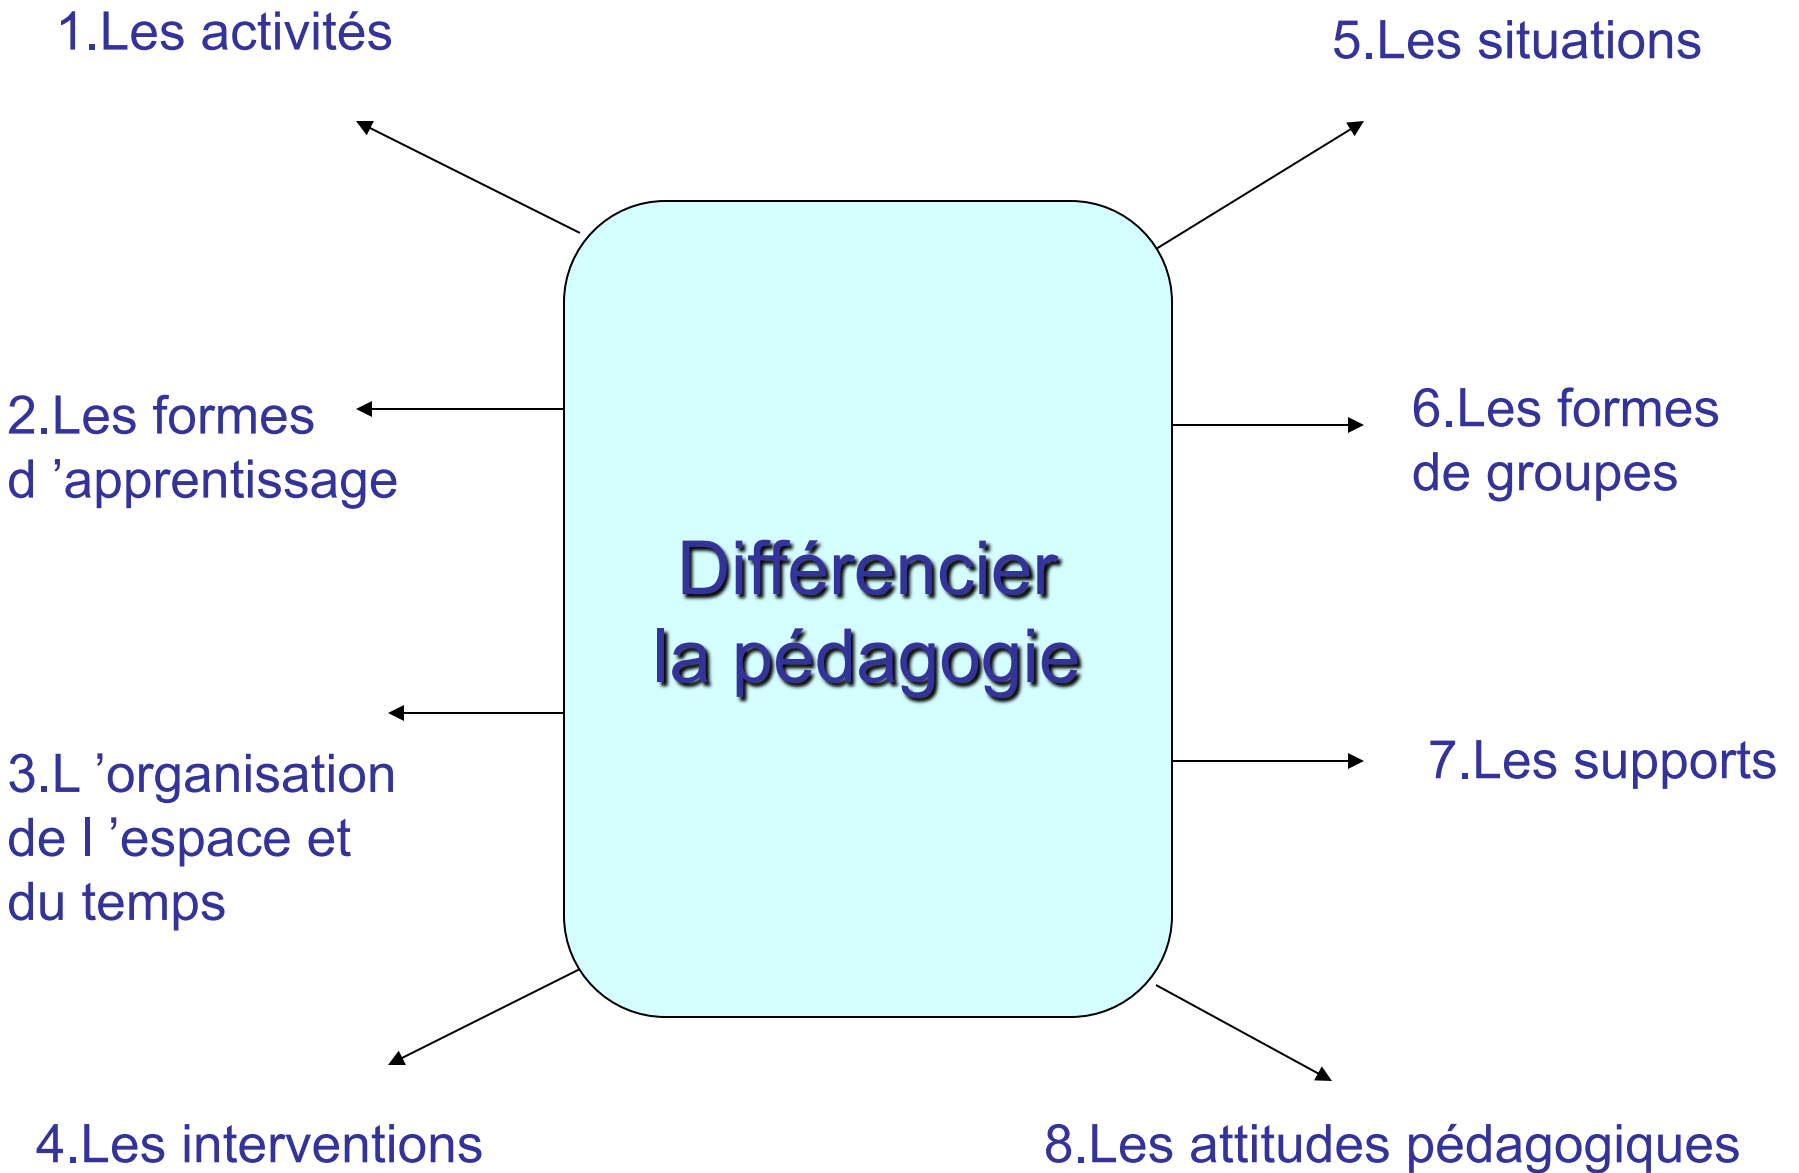 1.Les activités
2.Les formes
d ’apprentissage
3.L ’organisation
de l ’espace et
du temps
4.Les interventions
Différencier
la pédagogie
5.Les situations
6.Les formes
de groupes
7.Les supports
8.Les attitudes pédagogiques